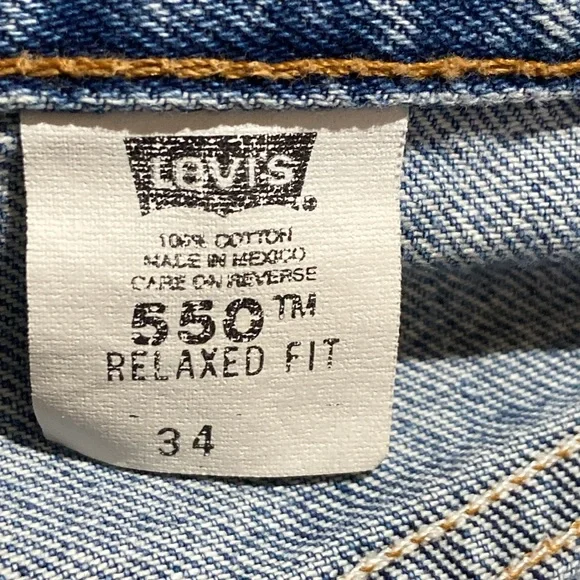 Levi's
100% COTTON
MADE IN MEXICO
CARE ON REVERSE
550™
RELAXED FIT
34